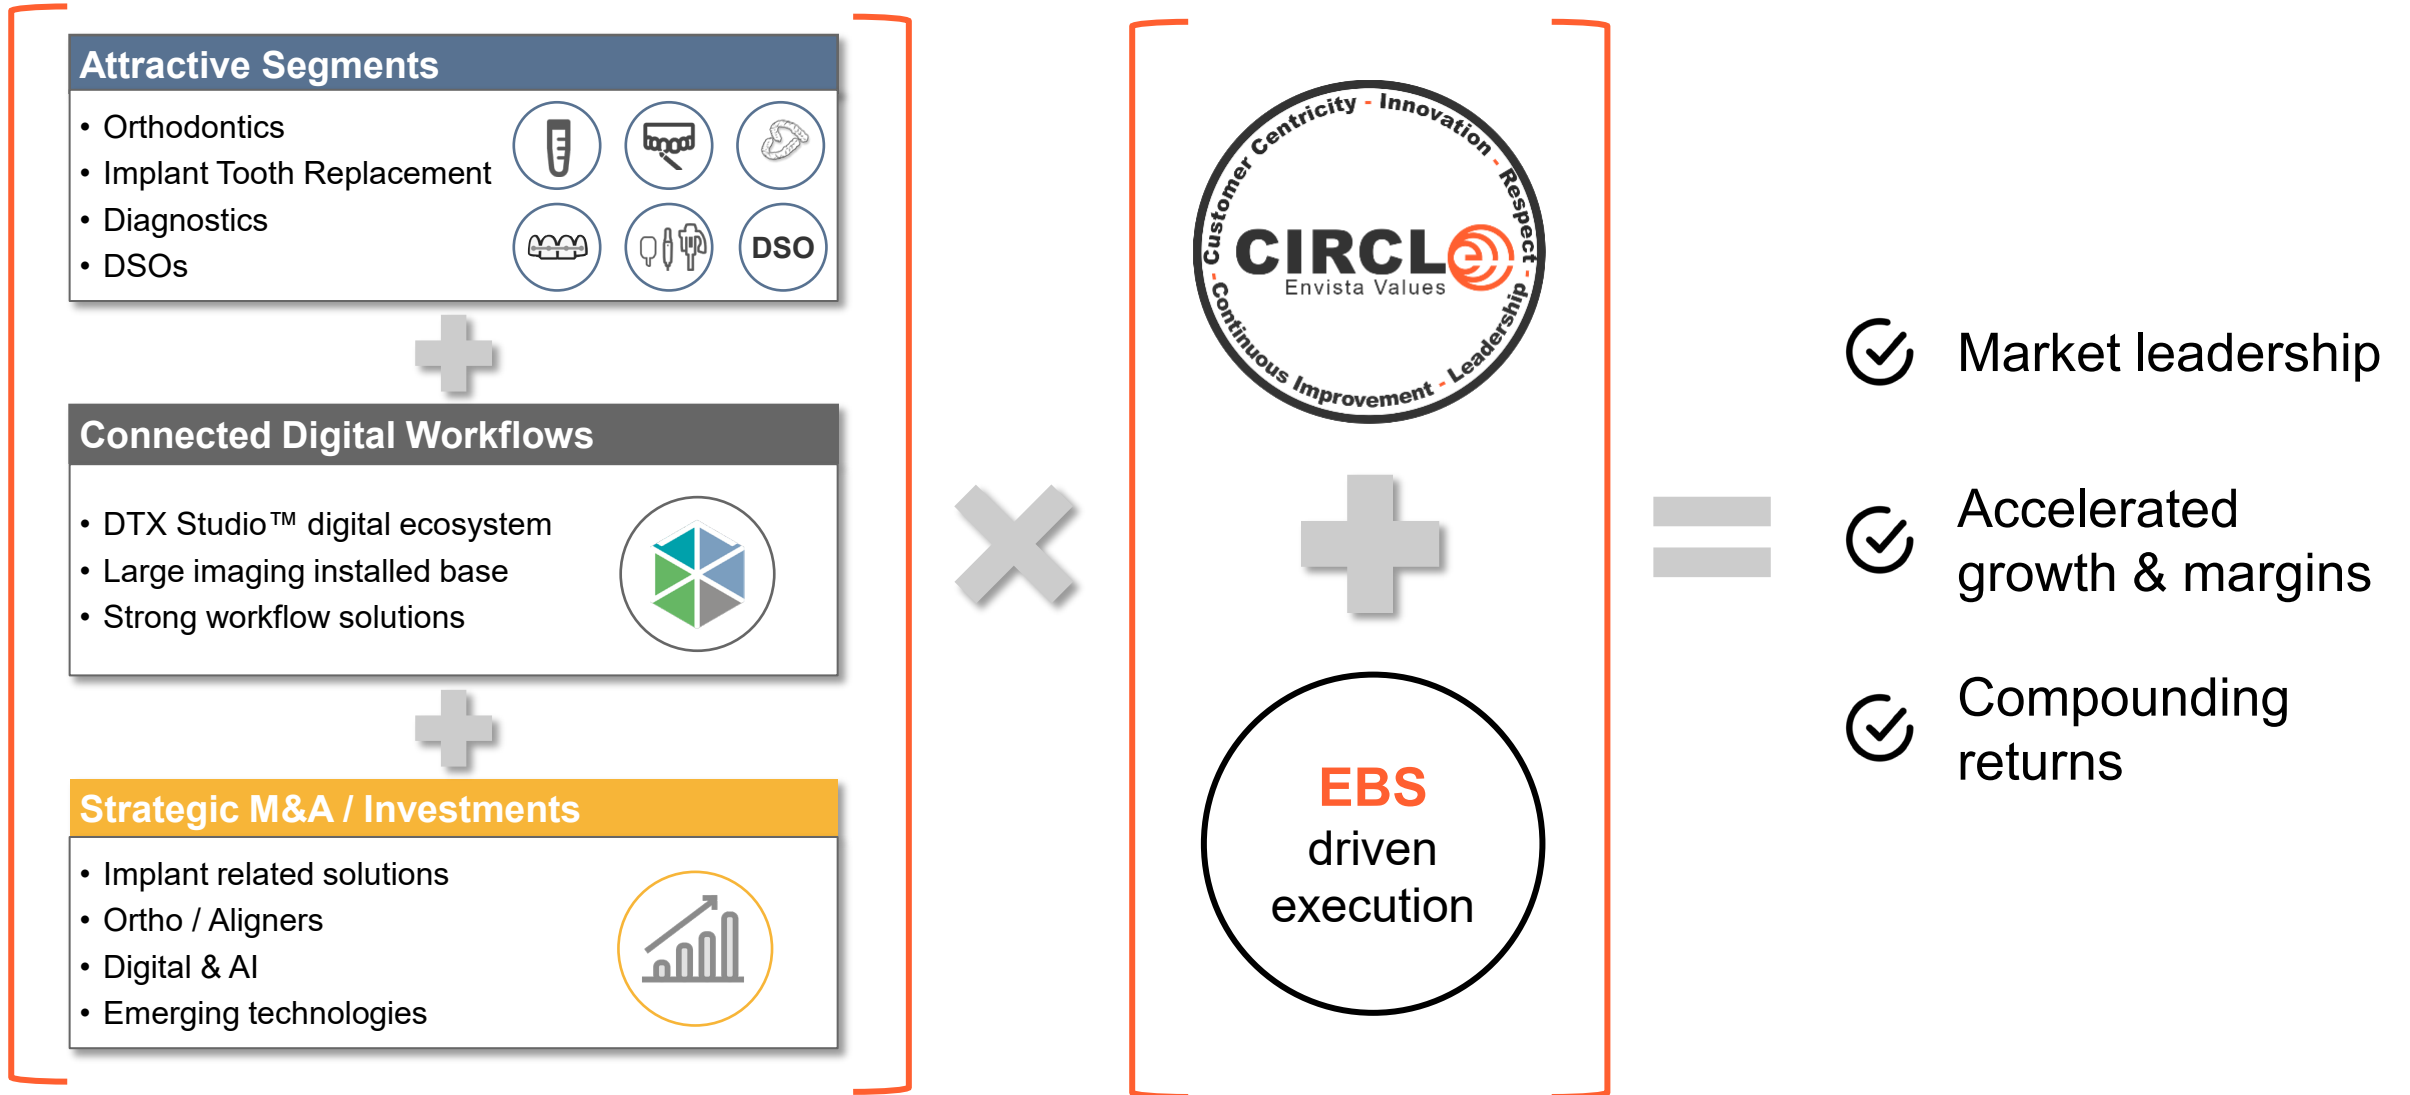 Attractive Segments
• Orthodontics
• Implant Tooth Replacement
• Diagnostics
• DSOs
DSO
Connected Digital Workflows
• DTX Studio™ digital ecosystem
• Large imaging installed base
• Strong workflow solutions
Strategic M&A / Investments
• Implant related solutions
• Ortho / Aligners
• Digital & AI
• Emerging technologies
Customer Centricity - Innovation - Respect - Leadership - Continuous Improvement -
CIRCLe
Envista Values
EBS
driven
execution
Market leadership
Accelerated
growth & margins
Compounding
returns